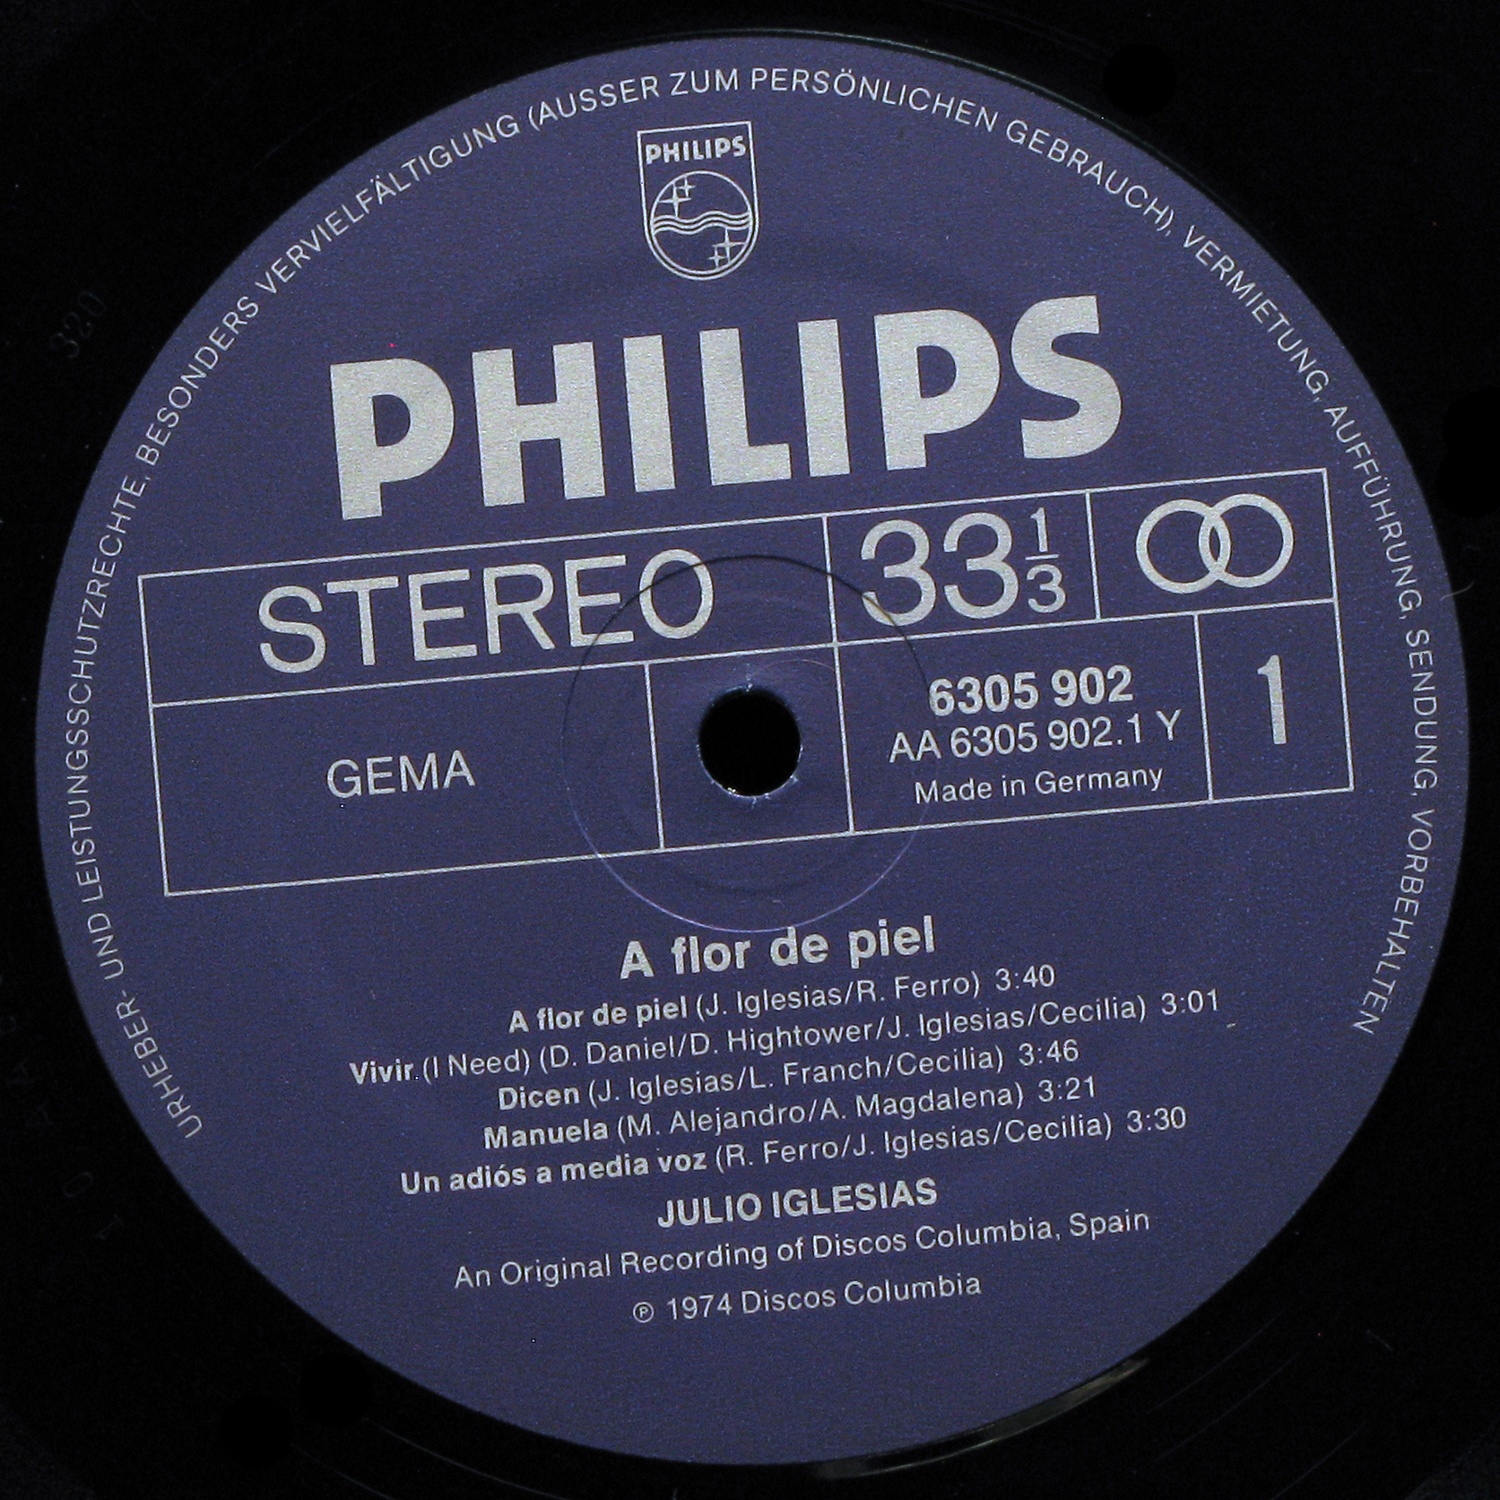 URHEBER- UND LEISTUNGSSCHUTZRECHTE, BESONDERS VERVIELFÄLTIGUNG (AUSSER ZUM PERSÖNLICHEN GEBRAUCH), VERMIETUNG, AUFFÜHRUNG, SENDUNG, VORBEHALTEN
PHILIPS
PHILIPS
STEREO 33 1/3
6305 902
AA 6305 902.1 Y
GEMA
Made in Germany
1
A flor de piel
A flor de piel (J. Iglesias/R. Ferro) 3:40
Vivir (I Need) (D. Daniel/D. Hightower/J. Iglesias/Cecilia) 3:01
Dicen (J. Iglesias/L. Franch/Cecilia) 3:46
Manuela (M. Alejandro/A. Magdalena) 3:21
Un adiós a media voz (R. Ferro/J. Iglesias/Cecilia) 3:30
JULIO IGLESIAS
An Original Recording of Discos Columbia, Spain
℗ 1974 Discos Columbia
320